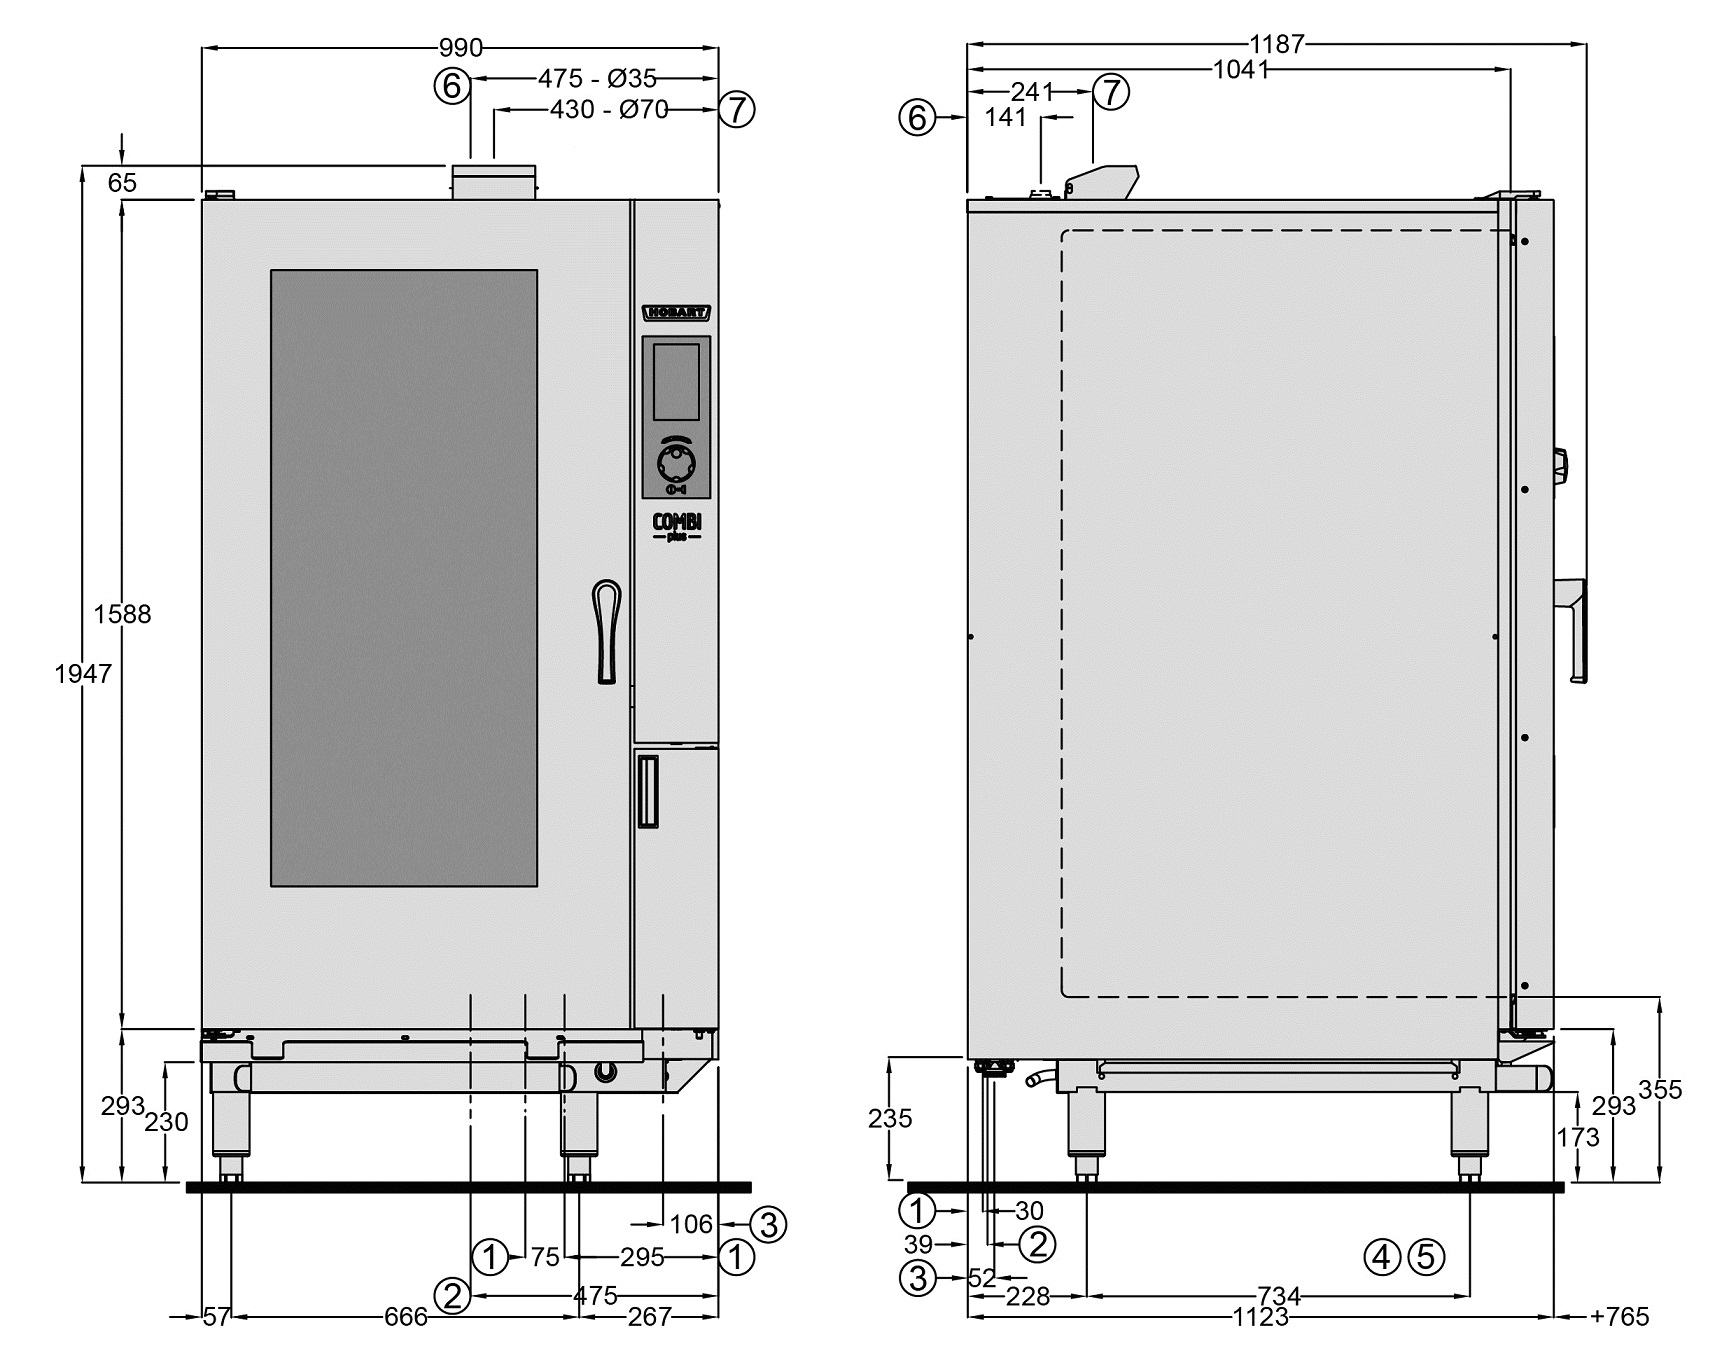 990
⑥ 475 - Ø35
430 - Ø70 ⑦
65
1588
1947
293
230
HOBART
COMBI
plus
106 ③
① 75 295 ①
② 475
57 666 267
1187
1041
241 ⑦
⑥ 141
235
355
293
173
① 30
39 ② ④ ⑤
③ 52
228 734
1123 +765